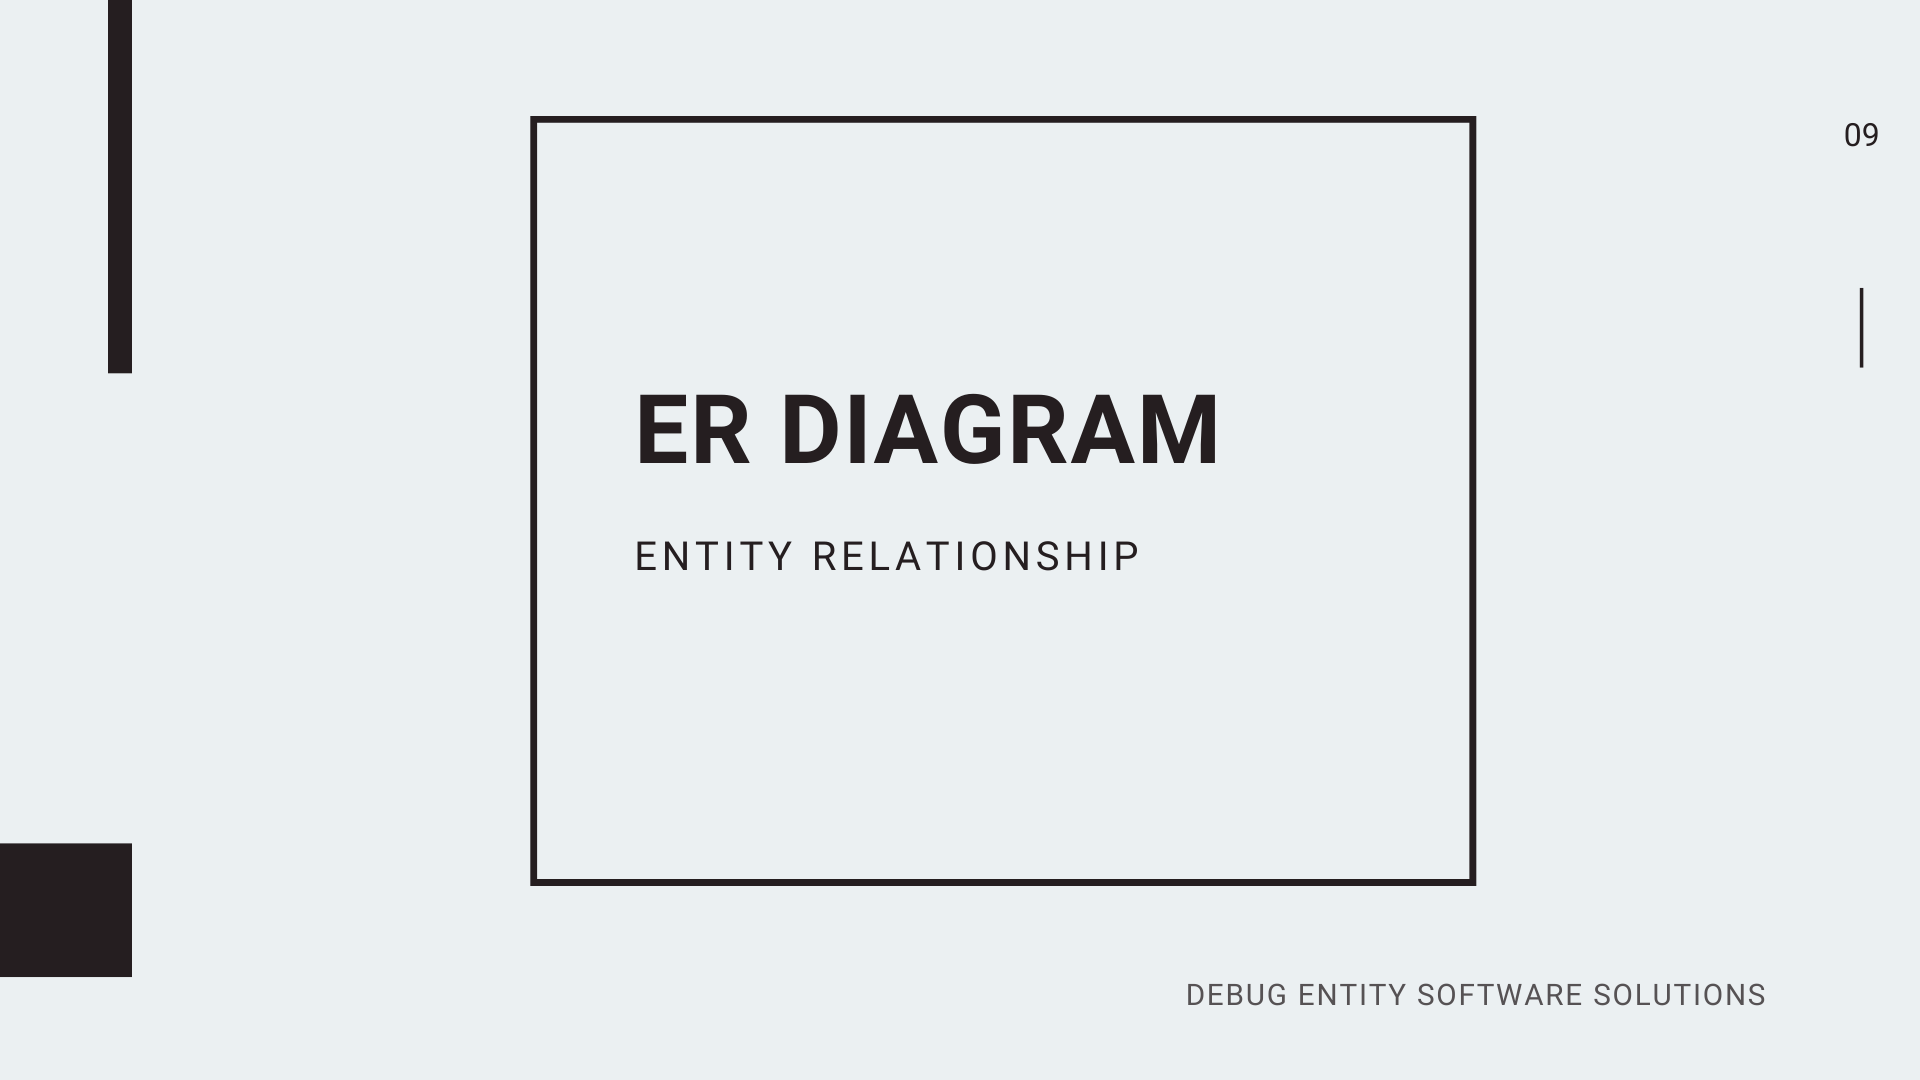 09
ER DIAGRAM
ENTITY RELATIONSHIP
DEBUG ENTITY SOFTWARE SOLUTIONS